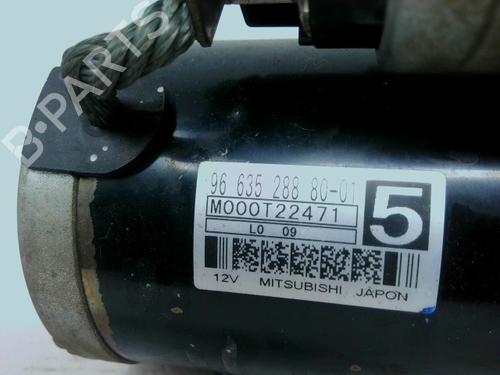 B-PARTS
96 635 288 80-01
5
M000T22471
L0 09
12V MITSUBISHI JAPON